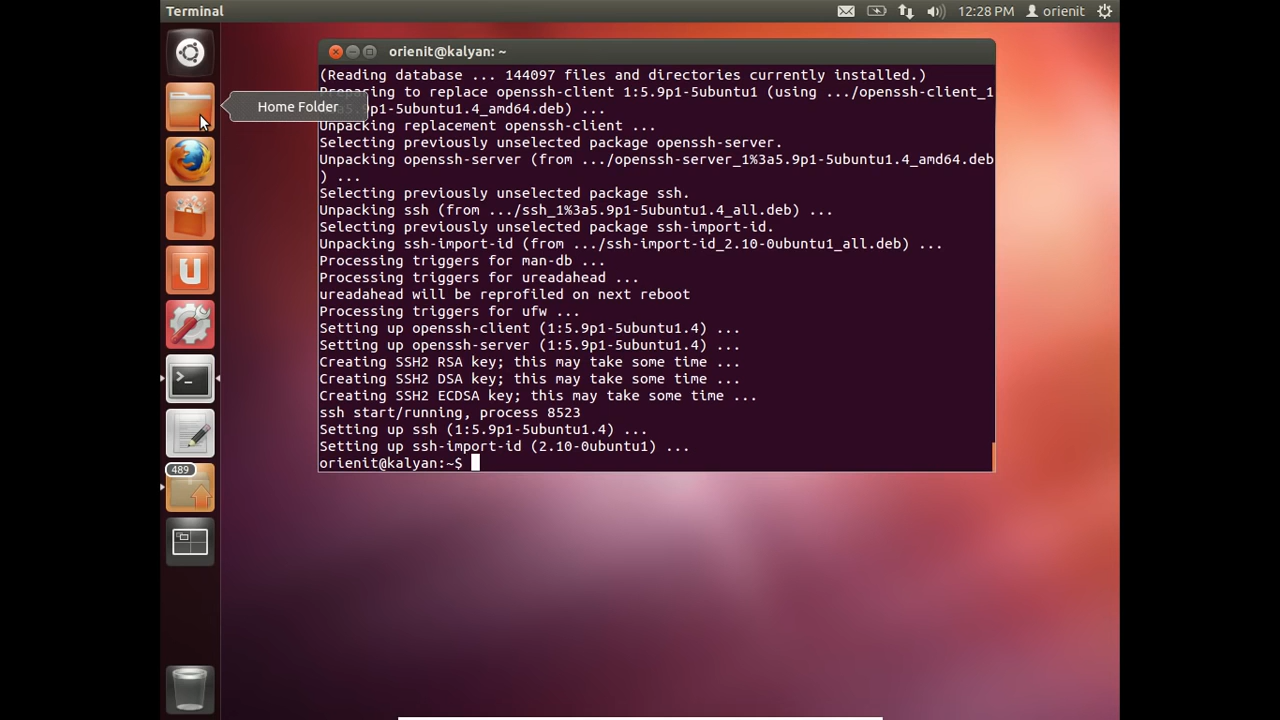 Terminal
12:28 PM orienit
orienit@kalyan: ~
(Reading database ... 144097 files and directories currently installed.)
Home Folder
to replace openssh-client 1:5.9p1-5ubuntu1 (using .../openssh-client_1
p1-5ubuntu1.4_amd64.deb) ...
Unpacking replacement openssh-client ...
Selecting previously unselected package openssh-server.
Unpacking openssh-server (from .../openssh-server_1%3a5.9p1-5ubuntu1.4_amd64.deb
) ...
Selecting previously unselected package ssh.
Unpacking ssh (from .../ssh_1%3a5.9p1-5ubuntu1.4_all.deb) ...
Selecting previously unselected package ssh-import-id.
Unpacking ssh-import-id (from .../ssh-import-id_2.10-0ubuntu1_all.deb) ...
Processing triggers for man-db ...
Processing triggers for ureadahead ...
ureadahead will be reprofiled on next reboot
Processing triggers for ufw ...
Setting up openssh-client (1:5.9p1-5ubuntu1.4) ...
Setting up openssh-server (1:5.9p1-5ubuntu1.4) ...
Creating SSH2 RSA key; this may take some time ...
Creating SSH2 DSA key; this may take some time ...
Creating SSH2 ECDSA key; this may take some time ...
ssh start/running, process 8523
Setting up ssh (1:5.9p1-5ubuntu1.4) ...
Setting up ssh-import-id (2.10-0ubuntu1) ...
orienit@kalyan:~$
489